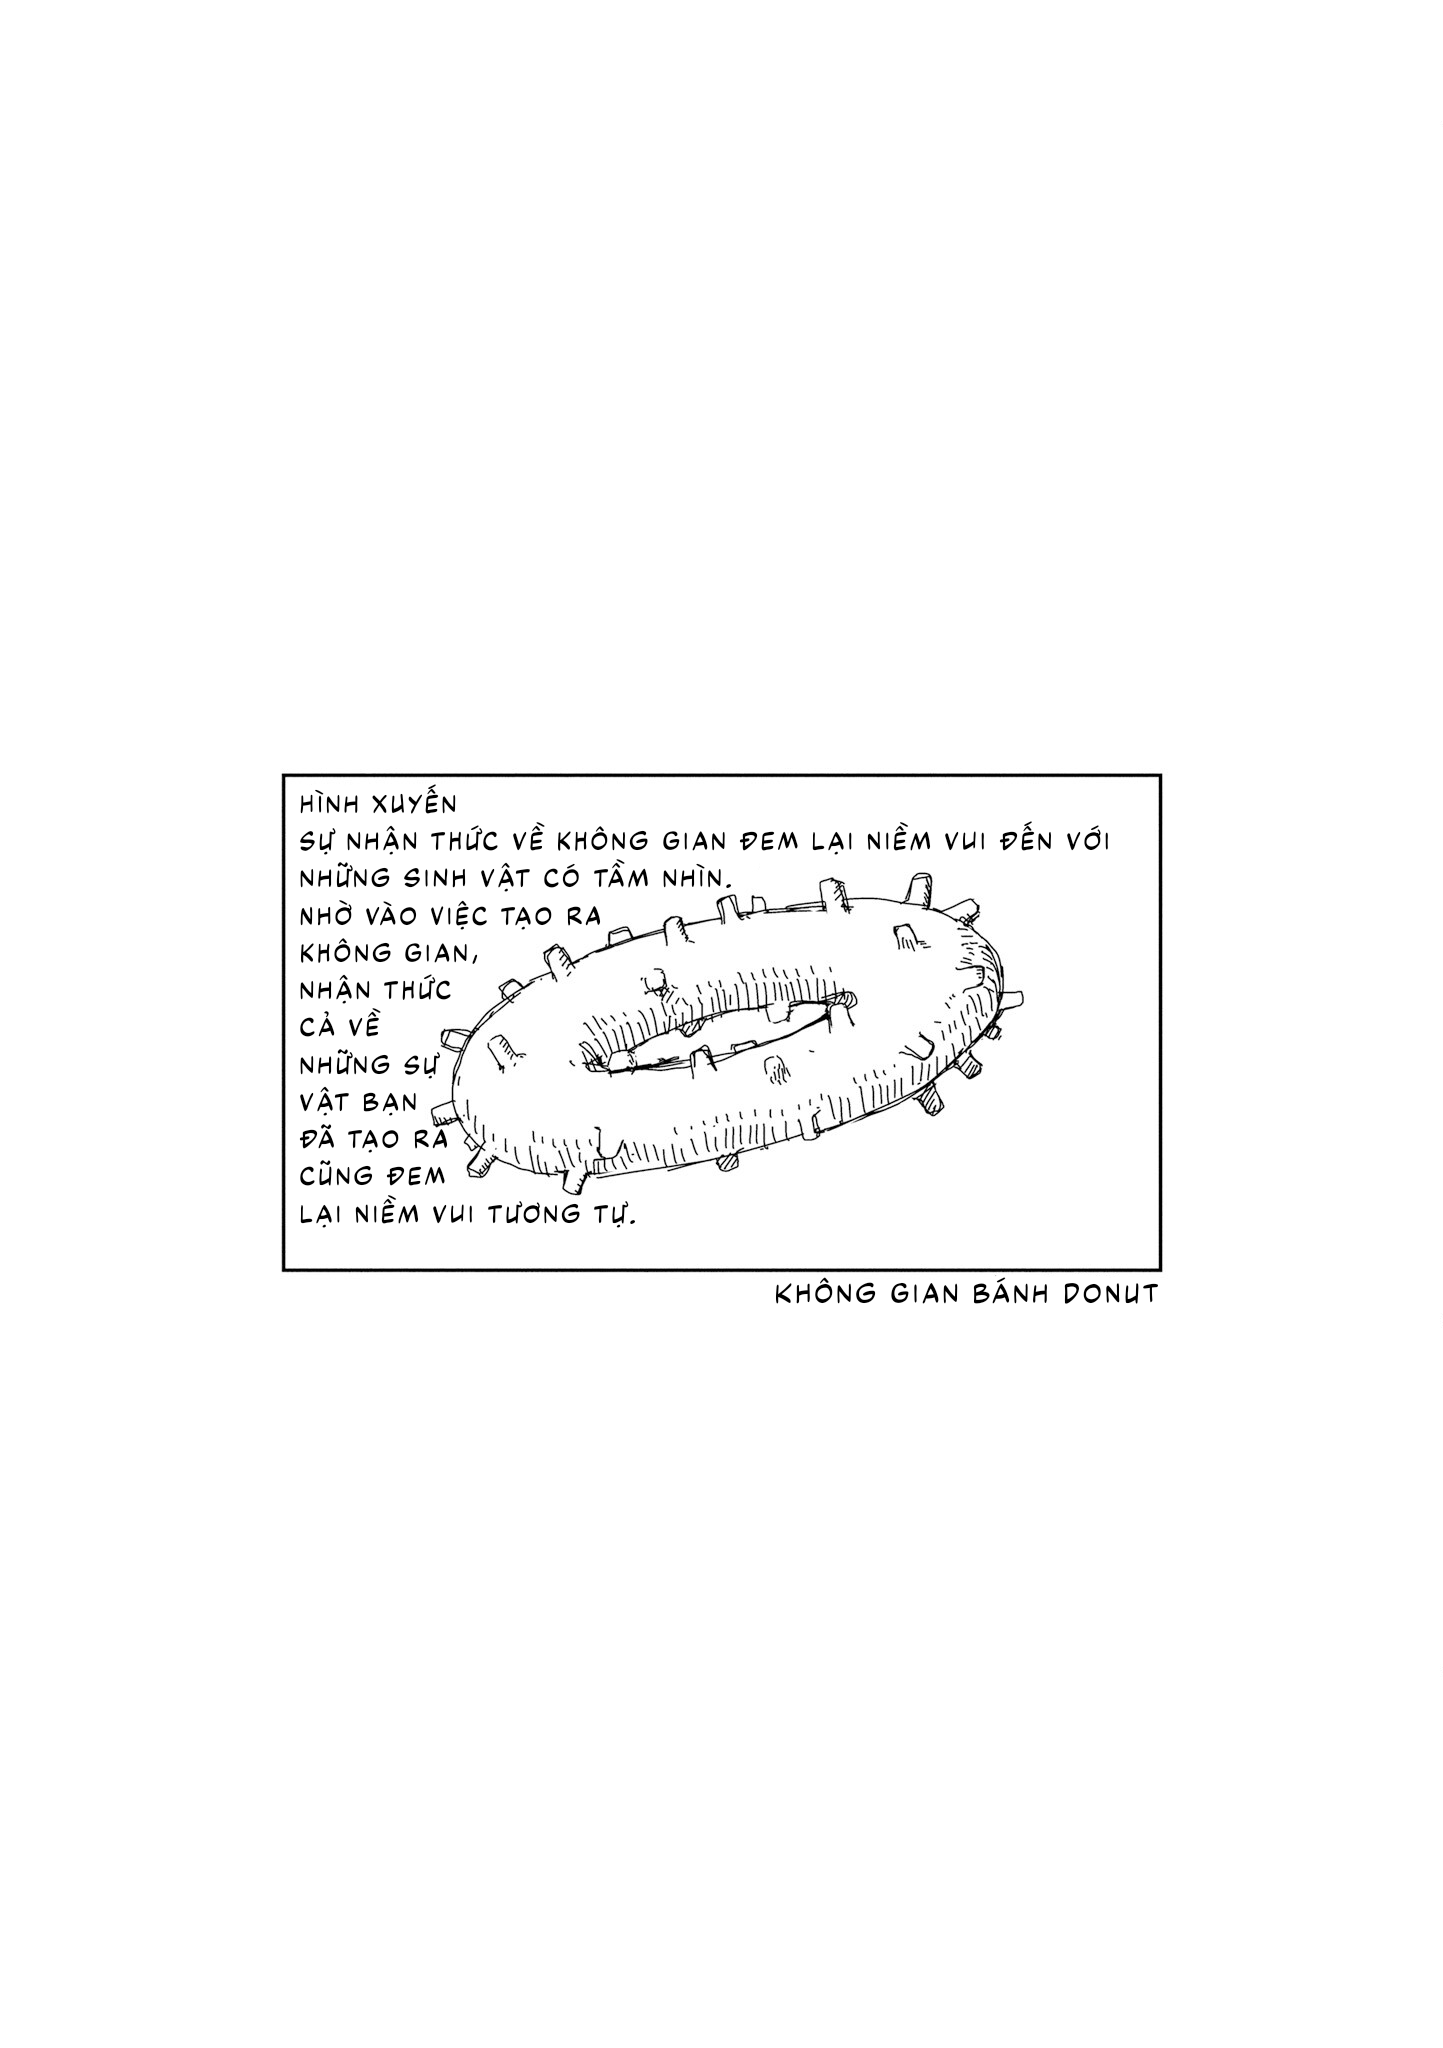 HÌNH XUYẾN
SỰ NHẬN THỨC VỀ KHÔNG GIAN ĐEM LẠI NIỀM VUI ĐẾN VỚI
NHỮNG SINH VẬT CÓ TẦM NHÌN.
NHỜ VÀO VIỆC TẠO RA
KHÔNG GIAN,
NHẬN THỨC
CẢ VỀ
NHỮNG SỰ
VẬT BẠN
ĐÃ TẠO RA
CŨNG ĐEM
LẠI NIỀM VUI TƯƠNG TỰ.
KHÔNG GIAN BÁNH DONUT